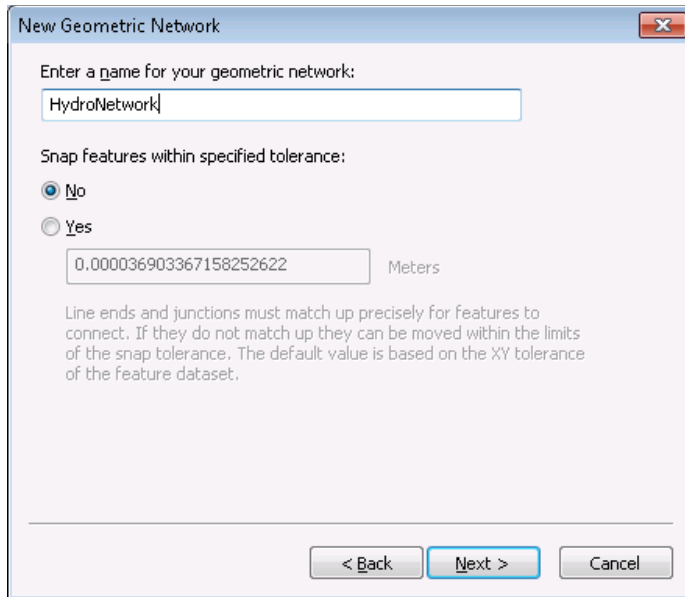 New Geometric Network
Enter a name for your geometric network:
HydroNetwork
Snap features within specified tolerance:
No
Yes
0.000036903367158252622 Meters
Line ends and junctions must match up precisely for features to
connect. If they do not match up they can be moved within the limits
of the snap tolerance. The default value is based on the XY tolerance
of the feature dataset.
< Back Next > Cancel